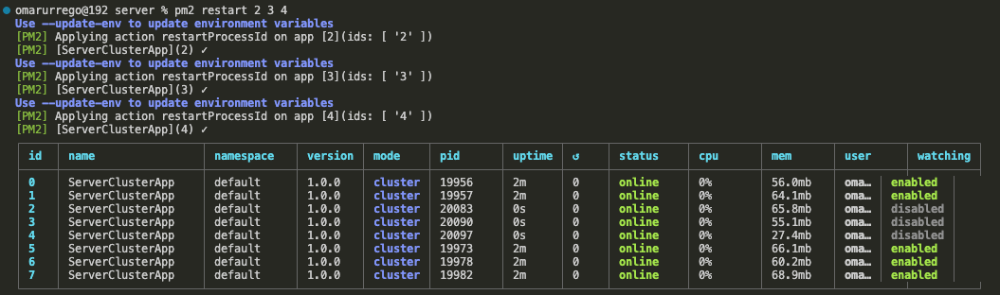 omarurrego@192 server % pm2 restart 2 3 4
Use --update-env to update environment variables
[PM2] Applying action restartProcessId on app [2](ids: [ '2' ])
[PM2] [ServerClusterApp](2) ✓
Use --update-env to update environment variables
[PM2] Applying action restartProcessId on app [3](ids: [ '3' ])
[PM2] [ServerClusterApp](3) ✓
Use --update-env to update environment variables
[PM2] Applying action restartProcessId on app [4](ids: [ '4' ])
[PM2] [ServerClusterApp](4) ✓
id name namespace version mode pid uptime ↺ status cpu mem user watching
0 ServerClusterApp default 1.0.0 cluster 19956 2m 0 online 0% 56.0mb oma… enabled
1 ServerClusterApp default 1.0.0 cluster 19957 2m 0 online 0% 64.1mb oma… enabled
2 ServerClusterApp default 1.0.0 cluster 20083 0s 0 online 0% 65.8mb oma… disabled
3 ServerClusterApp default 1.0.0 cluster 20090 0s 0 online 0% 55.1mb oma… disabled
4 ServerClusterApp default 1.0.0 cluster 20097 0s 0 online 0% 27.4mb oma… disabled
5 ServerClusterApp default 1.0.0 cluster 19973 2m 0 online 0% 66.1mb oma… enabled
6 ServerClusterApp default 1.0.0 cluster 19978 2m 0 online 0% 60.2mb oma… enabled
7 ServerClusterApp default 1.0.0 cluster 19982 2m 0 online 0% 68.9mb oma… enabled